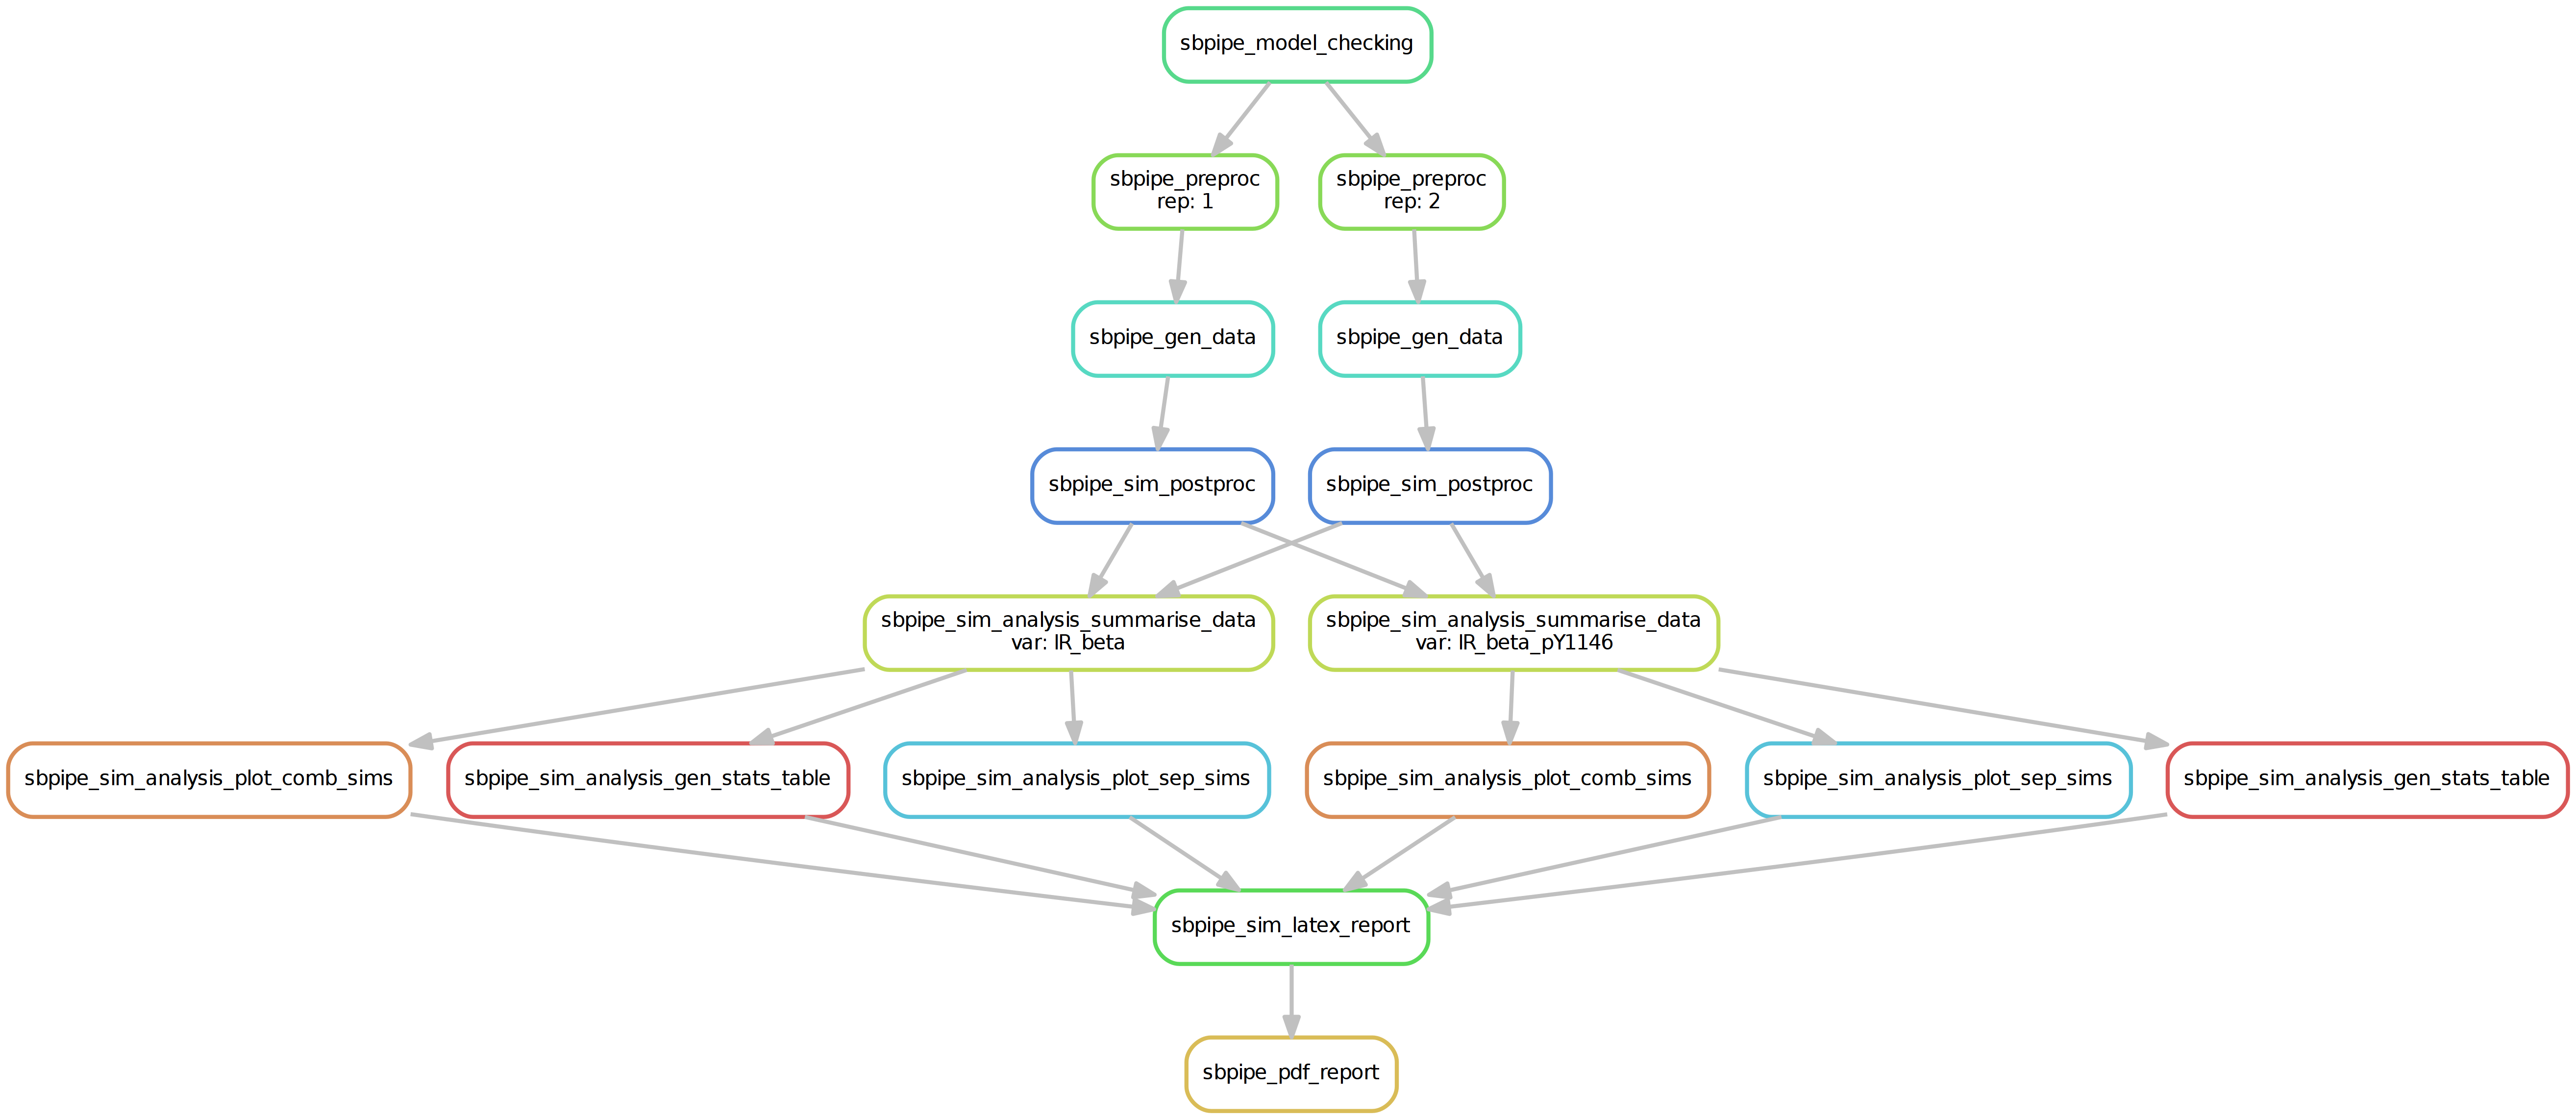 sbpipe_model_checking
sbpipe_preproc
rep: 1
sbpipe_preproc
rep: 2
sbpipe_gen_data
sbpipe_gen_data
sbpipe_sim_postproc
sbpipe_sim_postproc
sbpipe_sim_analysis_summarise_data
var: IR_beta
sbpipe_sim_analysis_summarise_data
var: IR_beta_pY1146
sbpipe_sim_analysis_plot_comb_sims
sbpipe_sim_analysis_gen_stats_table
sbpipe_sim_analysis_plot_sep_sims
sbpipe_sim_analysis_plot_comb_sims
sbpipe_sim_analysis_plot_sep_sims
sbpipe_sim_analysis_gen_stats_table
sbpipe_sim_latex_report
sbpipe_pdf_report